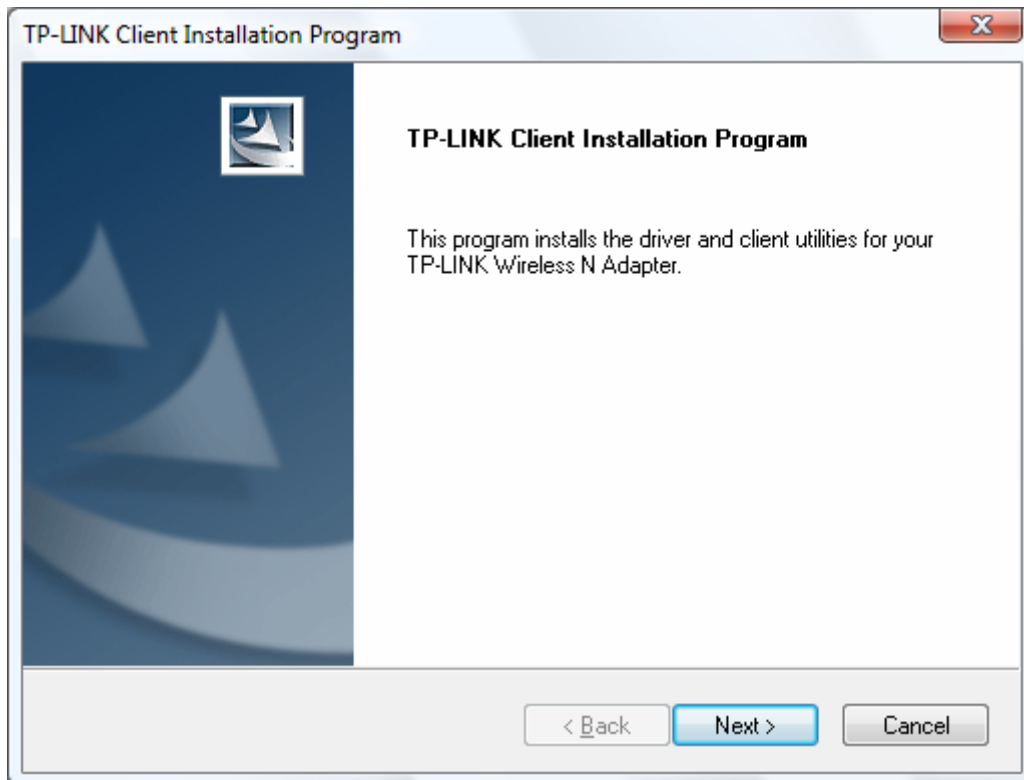 TP-LINK Client Installation Program
TP-LINK Client Installation Program
This program installs the driver and client utilities for your
TP-LINK Wireless N Adapter.
< Back
Next >
Cancel